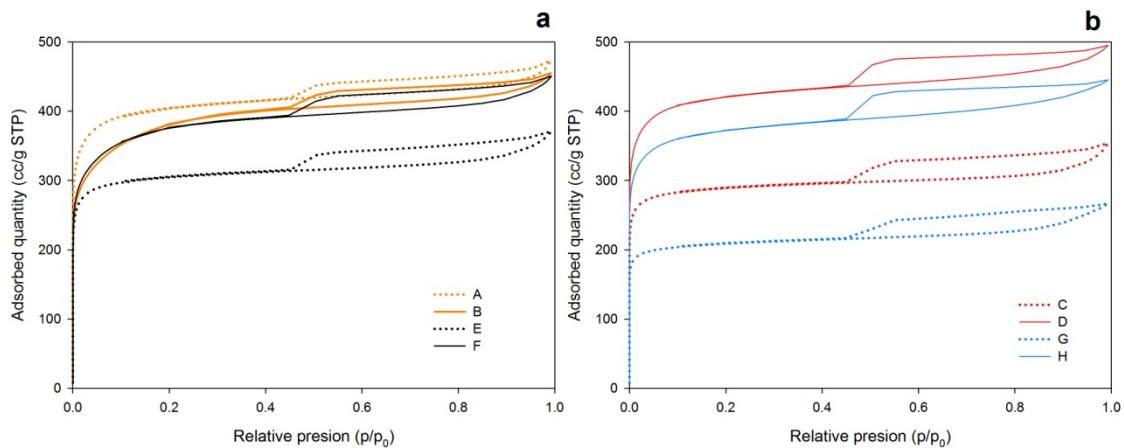 a
500
400
300
200
100
0
Adsorbed quantity (cc/g STP)
0.0 0.2 0.4 0.6 0.8 1.0
Relative presion (p/p0)
A
B
E
F
b
500
400
300
200
100
0
Adsorbed quantity (cc/g STP)
0.0 0.2 0.4 0.6 0.8 1.0
Relative presion (p/p0)
C
D
G
H